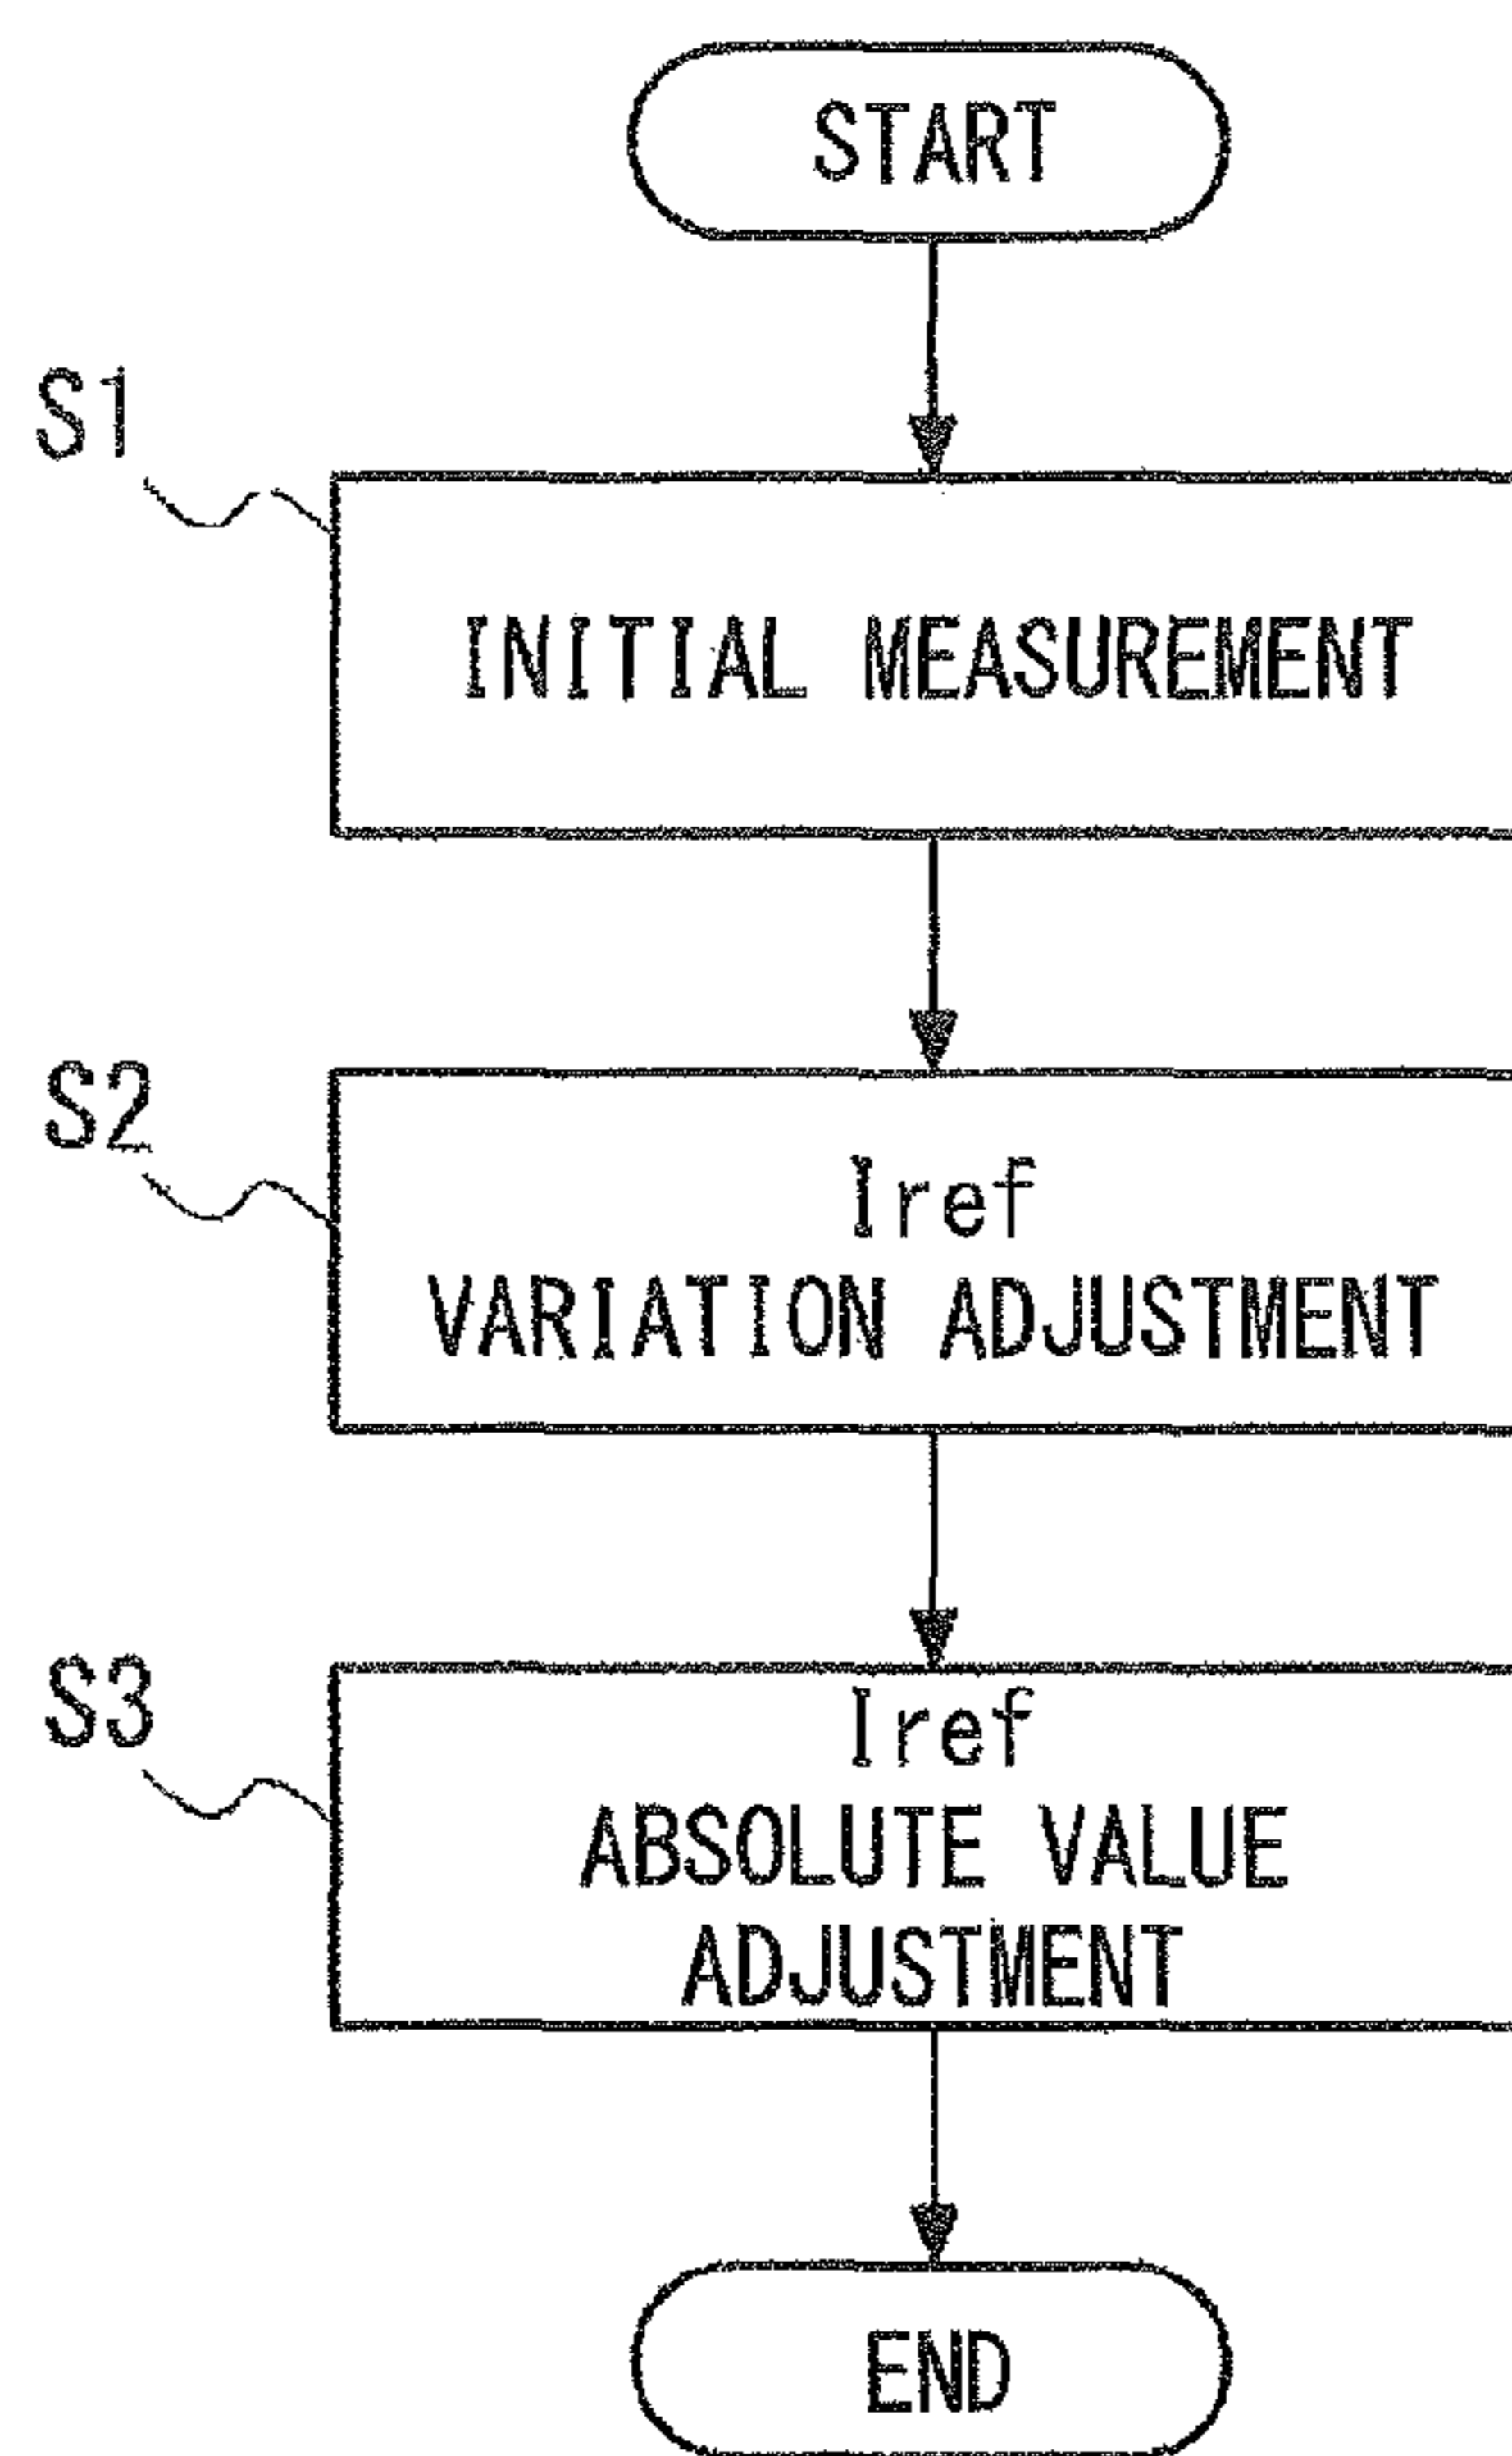 START
S1
INITIAL MEASUREMENT
S2
Iref
VARIATION ADJUSTMENT
S3
Iref
ABSOLUTE VALUE
ADJUSTMENT
END